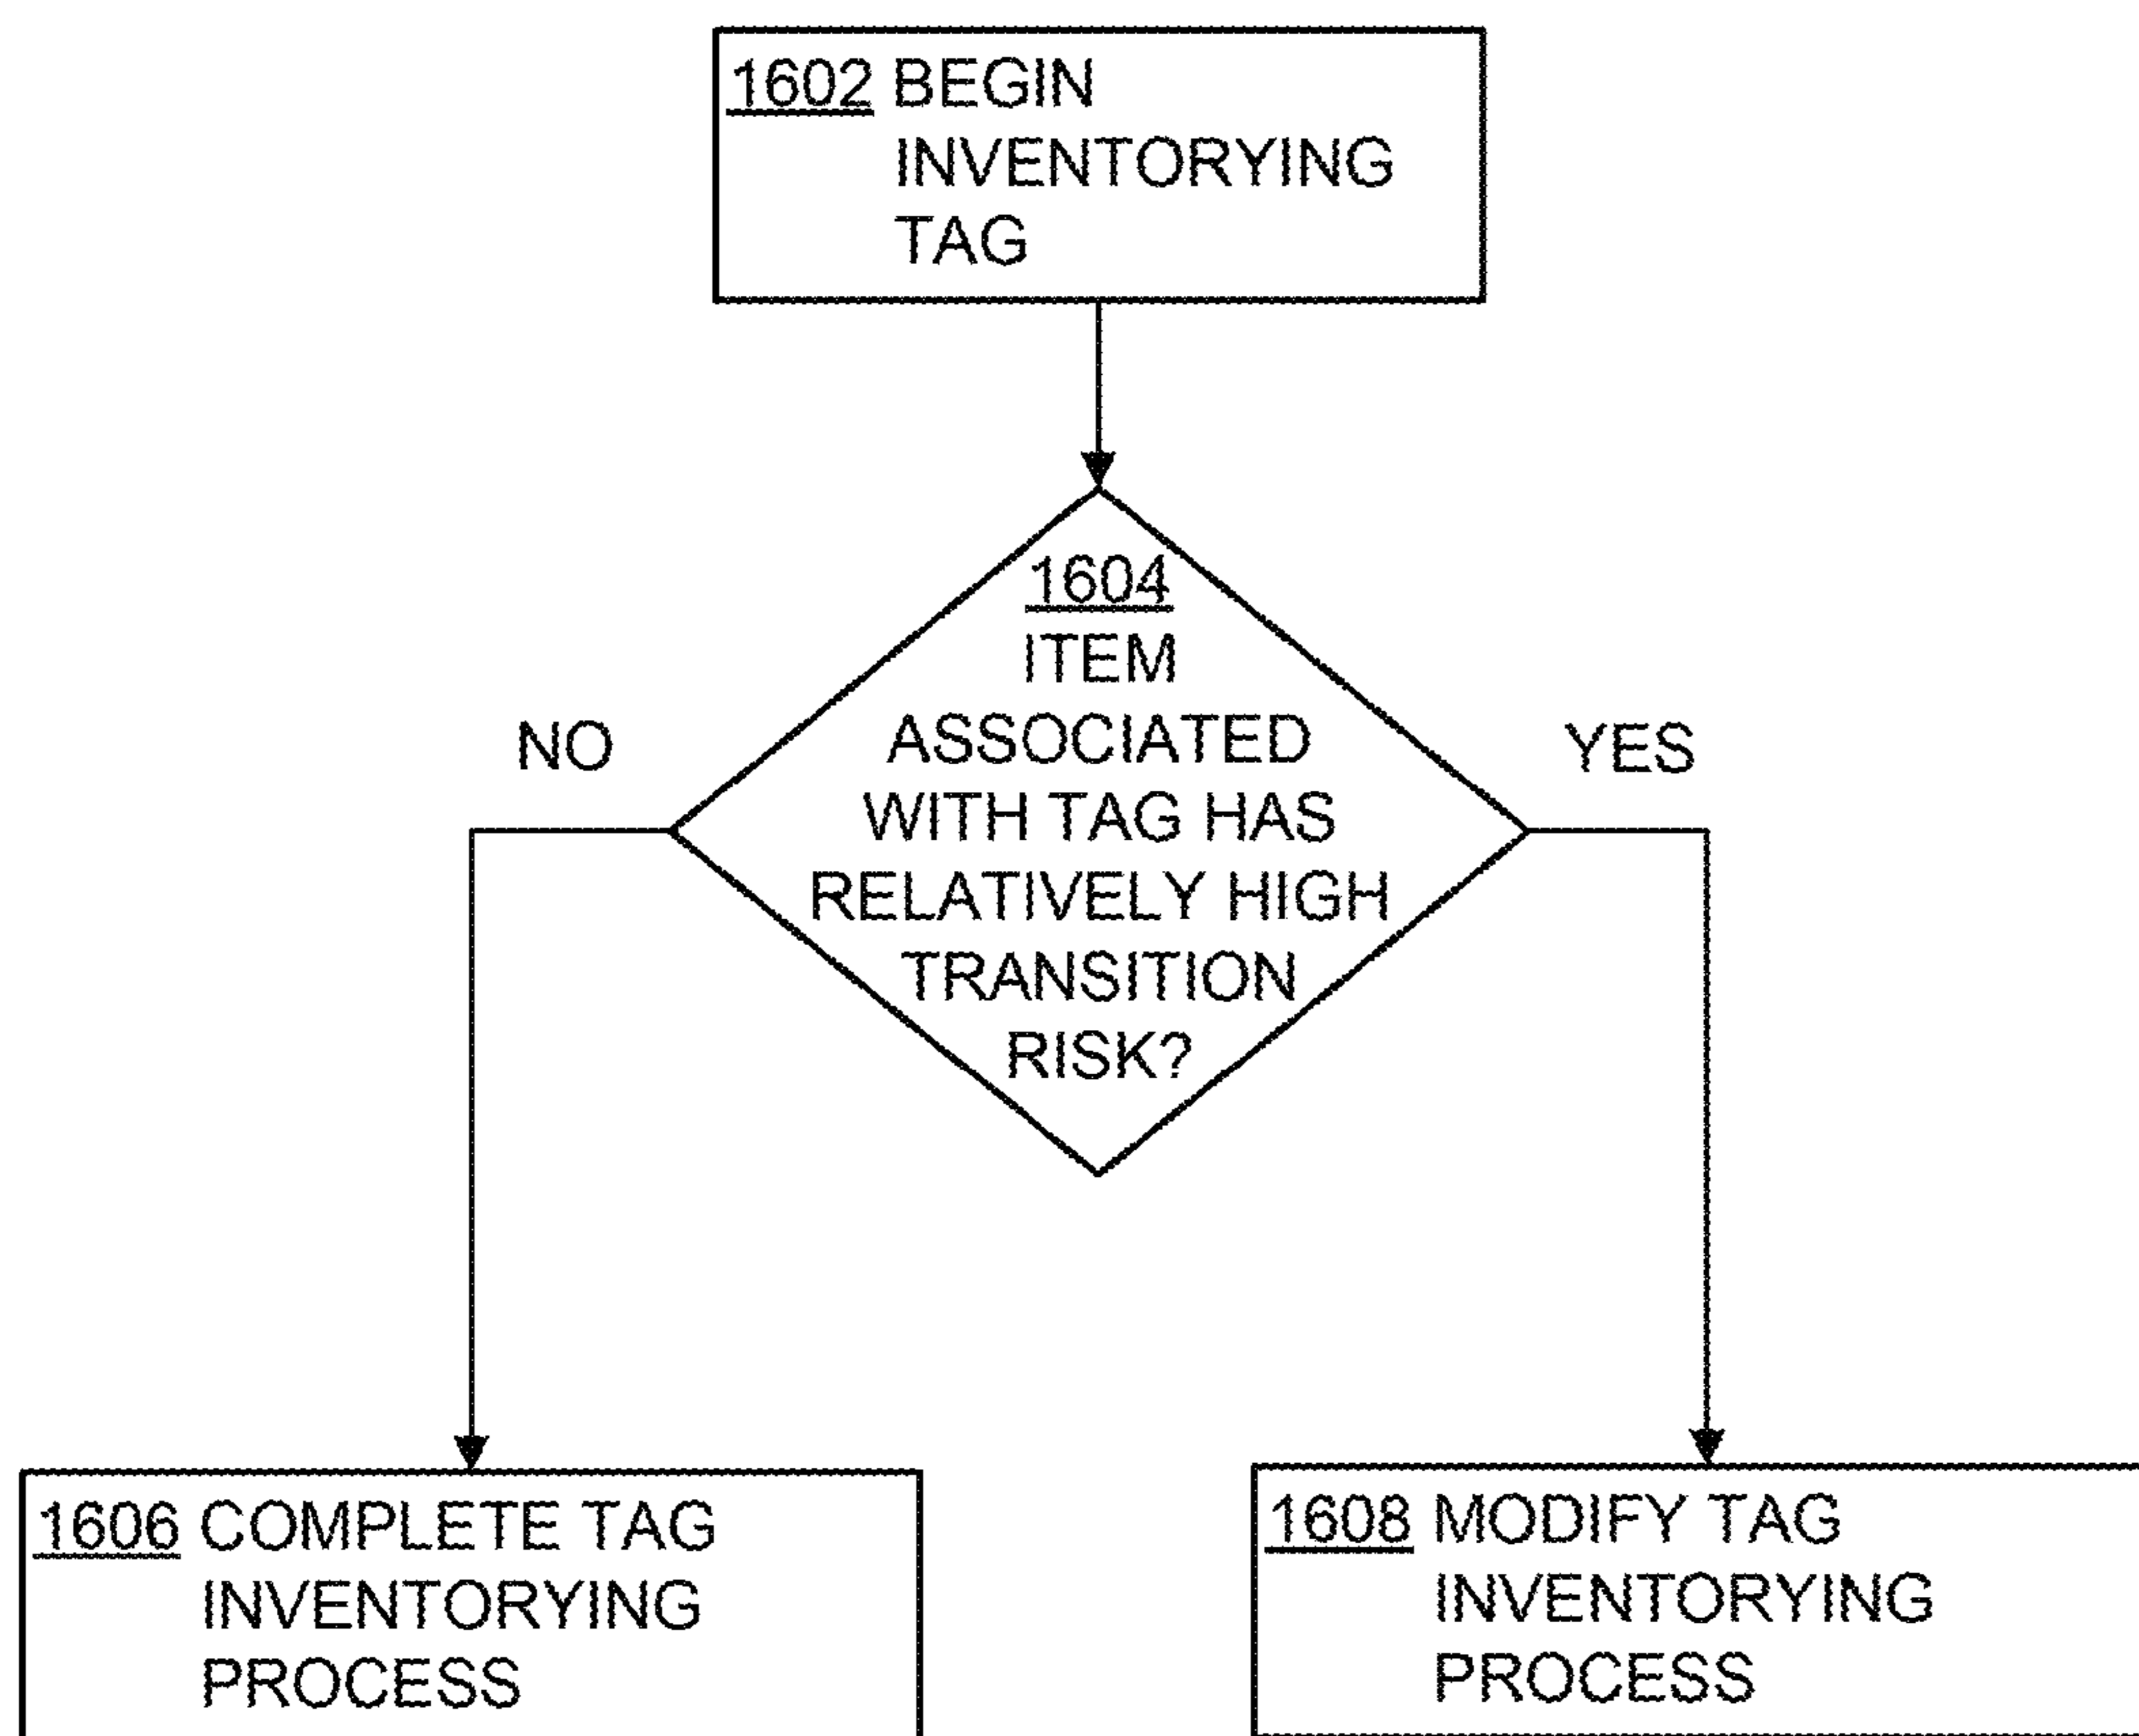 1602 BEGIN
INVENTORYING
TAG
1604
ITEM
ASSOCIATED
WITH TAG HAS
RELATIVELY HIGH
TRANSITION
RISK?
NO
YES
1606 COMPLETE TAG
INVENTORYING
PROCESS
1608 MODIFY TAG
INVENTORYING
PROCESS